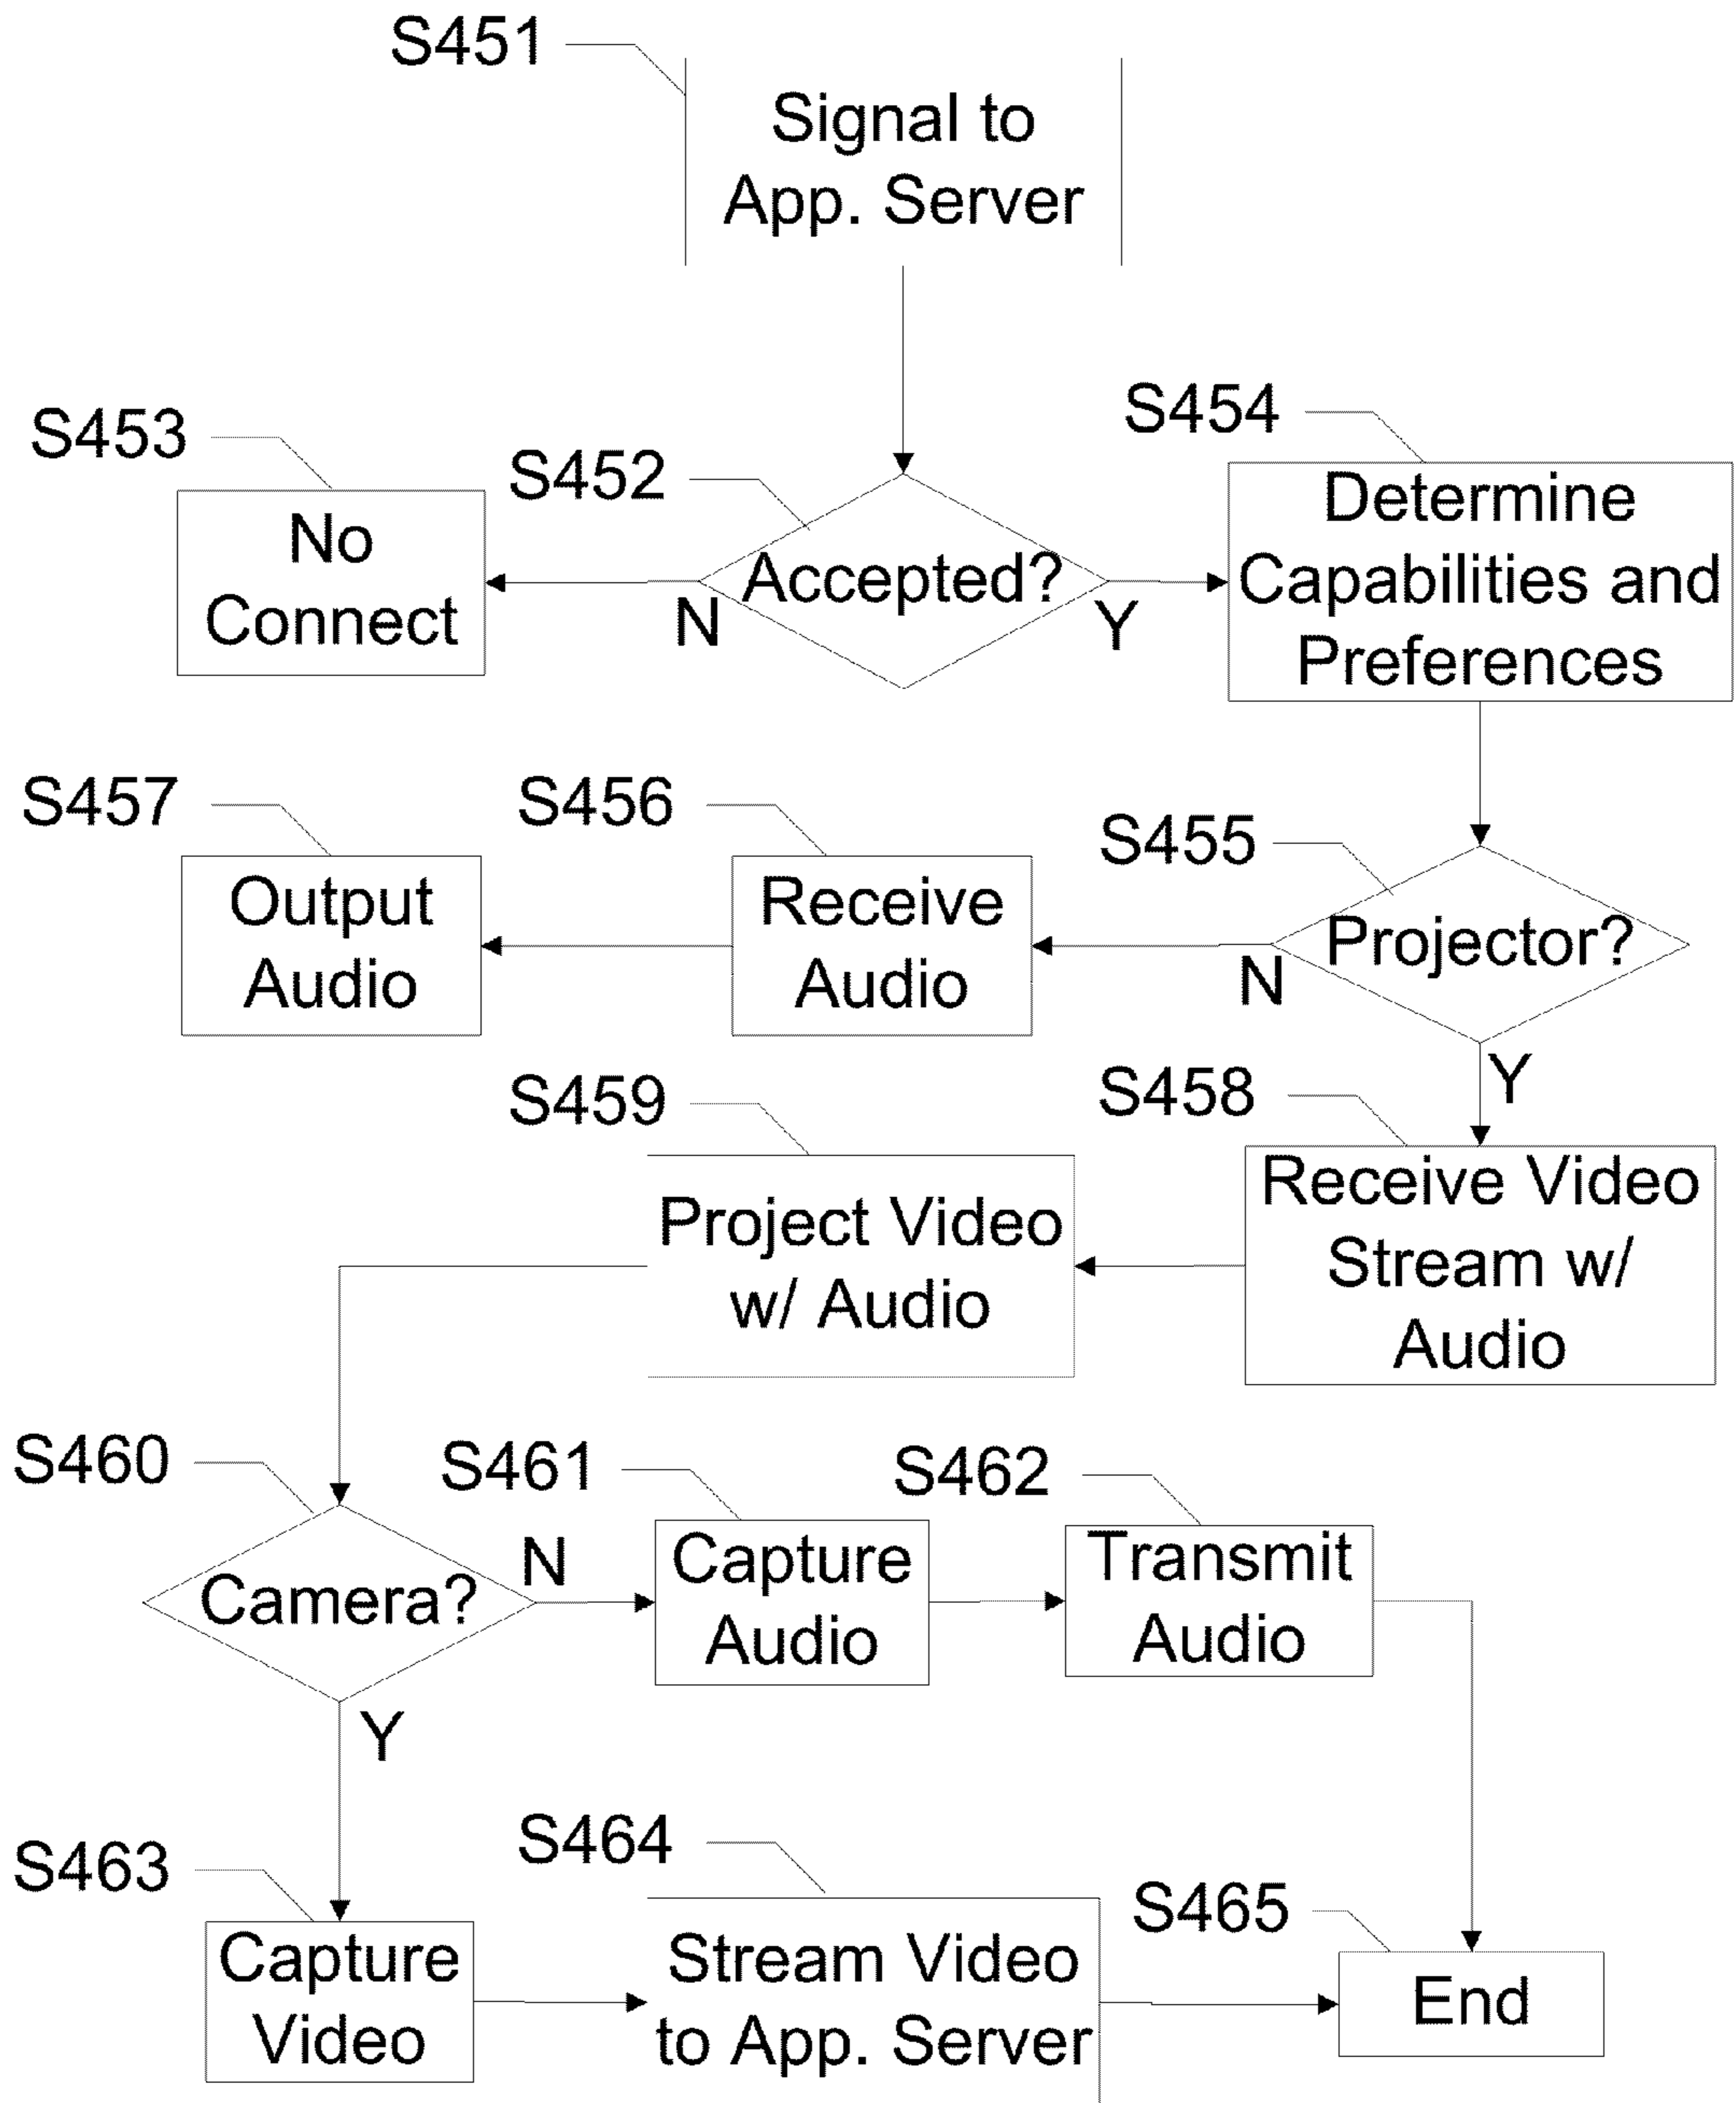 S451
Signal to
App. Server
S453
S452
S454
No
Connect
N
Accepted?
Y
Determine
Capabilities and
Preferences
S457
S456
S455
Output
Audio
Receive
Audio
N
Projector?
Y
S459
S458
Project Video
w/ Audio
Receive Video
Stream w/
Audio
S460
S461
S462
Camera?
N
Capture
Audio
Transmit
Audio
Y
S463
S464
S465
Capture
Video
Stream Video
to App. Server
End